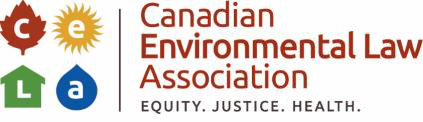 c e
L a
Canadian
Environmental Law
Association
EQUITY. JUSTICE. HEALTH.